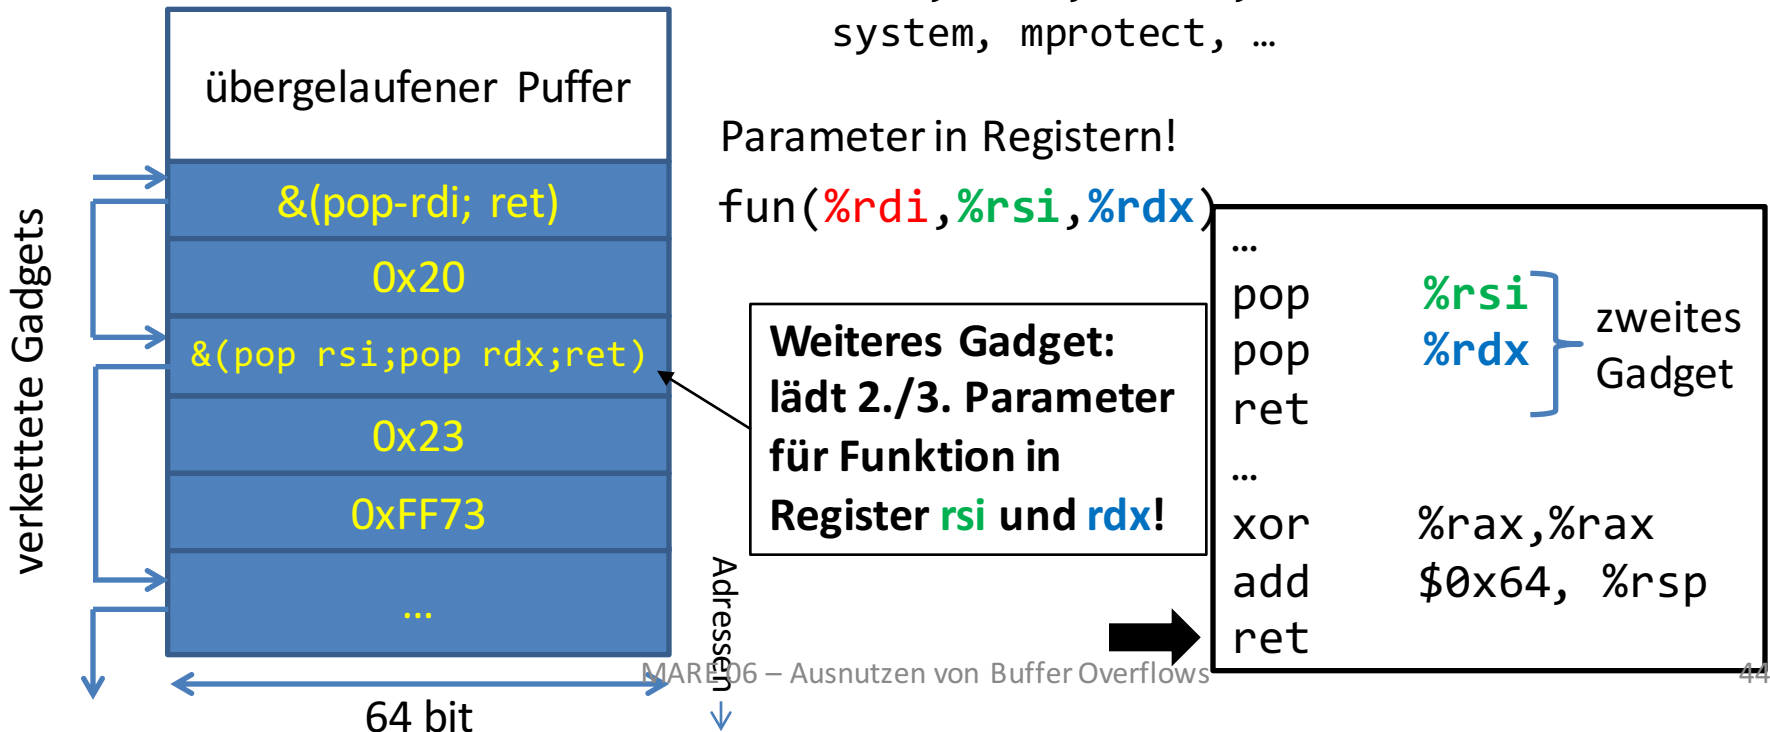 system, mprotect, …
übergelaufener Puffer
Parameter in Registern!
fun(%rdi,%rsi,%rdx)
verkettete Gadgets
&(pop-rdi; ret)
0x20
&(pop rsi;pop rdx;ret)
0x23
0xFF73
…
64 bit
Adressen
Weiteres Gadget:
lädt 2./3. Parameter
für Funktion in
Register rsi und rdx!
…
pop %rsi
pop %rdx
ret
…
xor %rax,%rax
add $0x64, %rsp
ret
zweites
Gadget
MARE 06 – Ausnutzen von Buffer Overflows
44